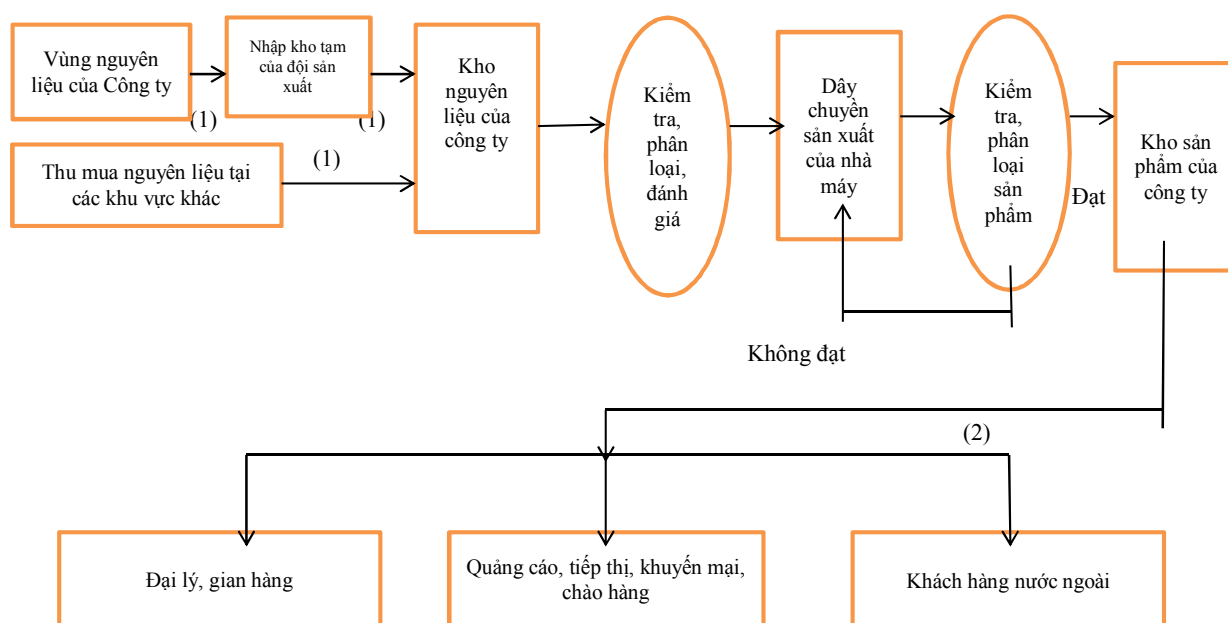 Vùng nguyên
liệu của Công ty
(1)
Nhập kho tạm
của đội sản
xuất
(1)
Thu mua nguyên liệu tại
các khu vực khác
(1)
Kho
nguyên
liệu của
công ty
Kiểm
tra,
phân
loại,
đánh
giá
Dây
chuyền
sản xuất
của nhà
máy
Kiểm
tra,
phân
loại
sản
phẩm
Đạt
Kho sản
phẩm của
công ty
Không đạt
(2)
Đại lý, gian hàng
Quảng cáo, tiếp thị, khuyến mại,
chào hàng
Khách hàng nước ngoài